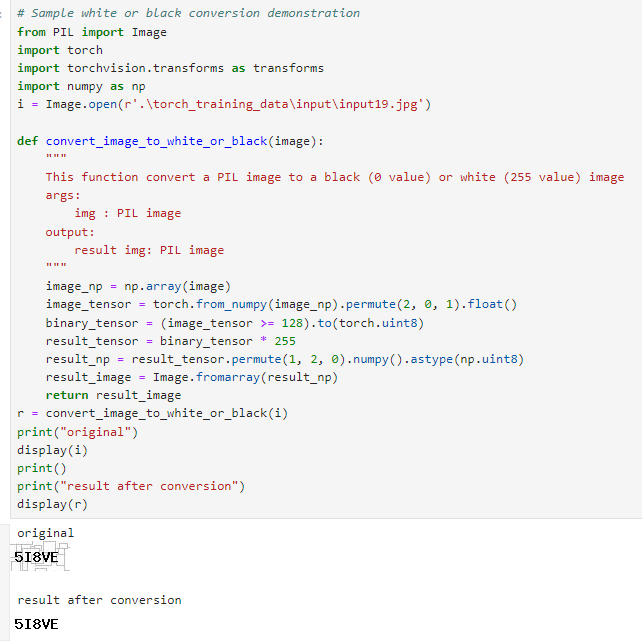 # Sample white or black conversion demonstration
from PIL import Image
import torch
import torchvision.transforms as transforms
import numpy as np
i = Image.open(r'.\torch_training_data\input\input19.jpg')
def convert_image_to_white_or_black(image):
"""
This function convert a PIL image to a black (0 value) or white (255 value) image
args:
img : PIL image
output:
result img: PIL image
"""
image_np = np.array(image)
image_tensor = torch.from_numpy(image_np).permute(2, 0, 1).float()
binary_tensor = (image_tensor >= 128).to(torch.uint8)
result_tensor = binary_tensor * 255
result_np = result_tensor.permute(1, 2, 0).numpy().astype(np.uint8)
result_image = Image.fromarray(result_np)
return result_image
r = convert_image_to_white_or_black(i)
print("original")
display(i)
print()
print("result after conversion")
display(r)
original
5I8VE
result after conversion
5I8VE